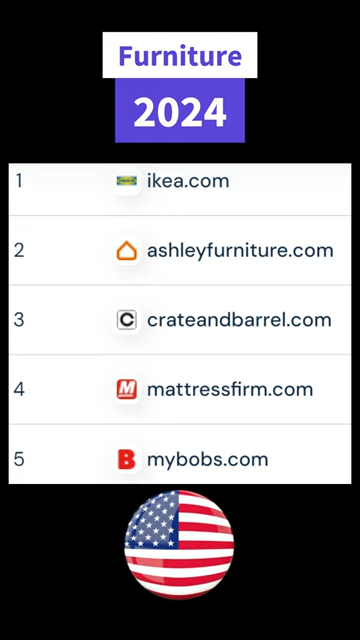 Furniture
2024
1 ikea.com
2 ashleyfurniture.com
3 C crateandbarrel.com
4 M mattressfirm.com
5 B mybobs.com